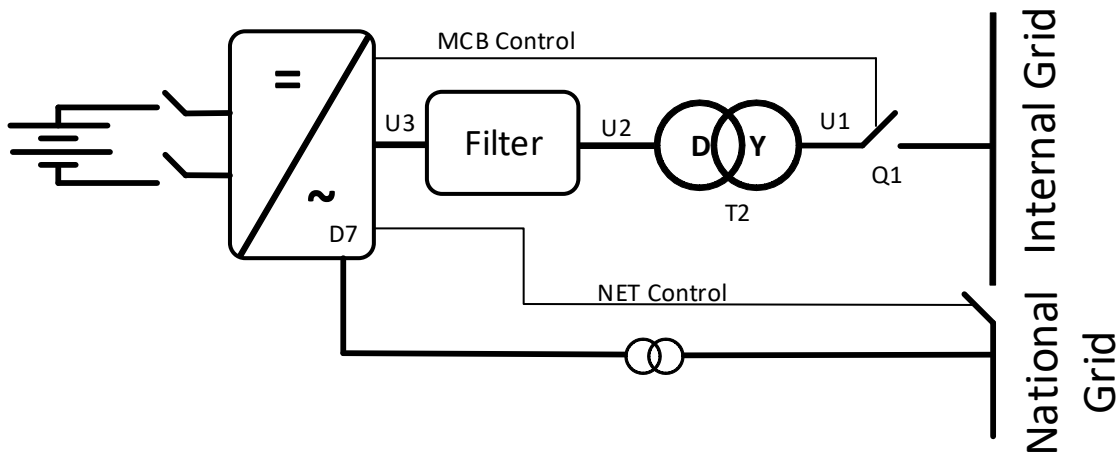 MCB Control
=
U3
Filter
U2
D
Y
U1
Q1
T2
~
D7
NET Control
Internal Grid
National
Grid